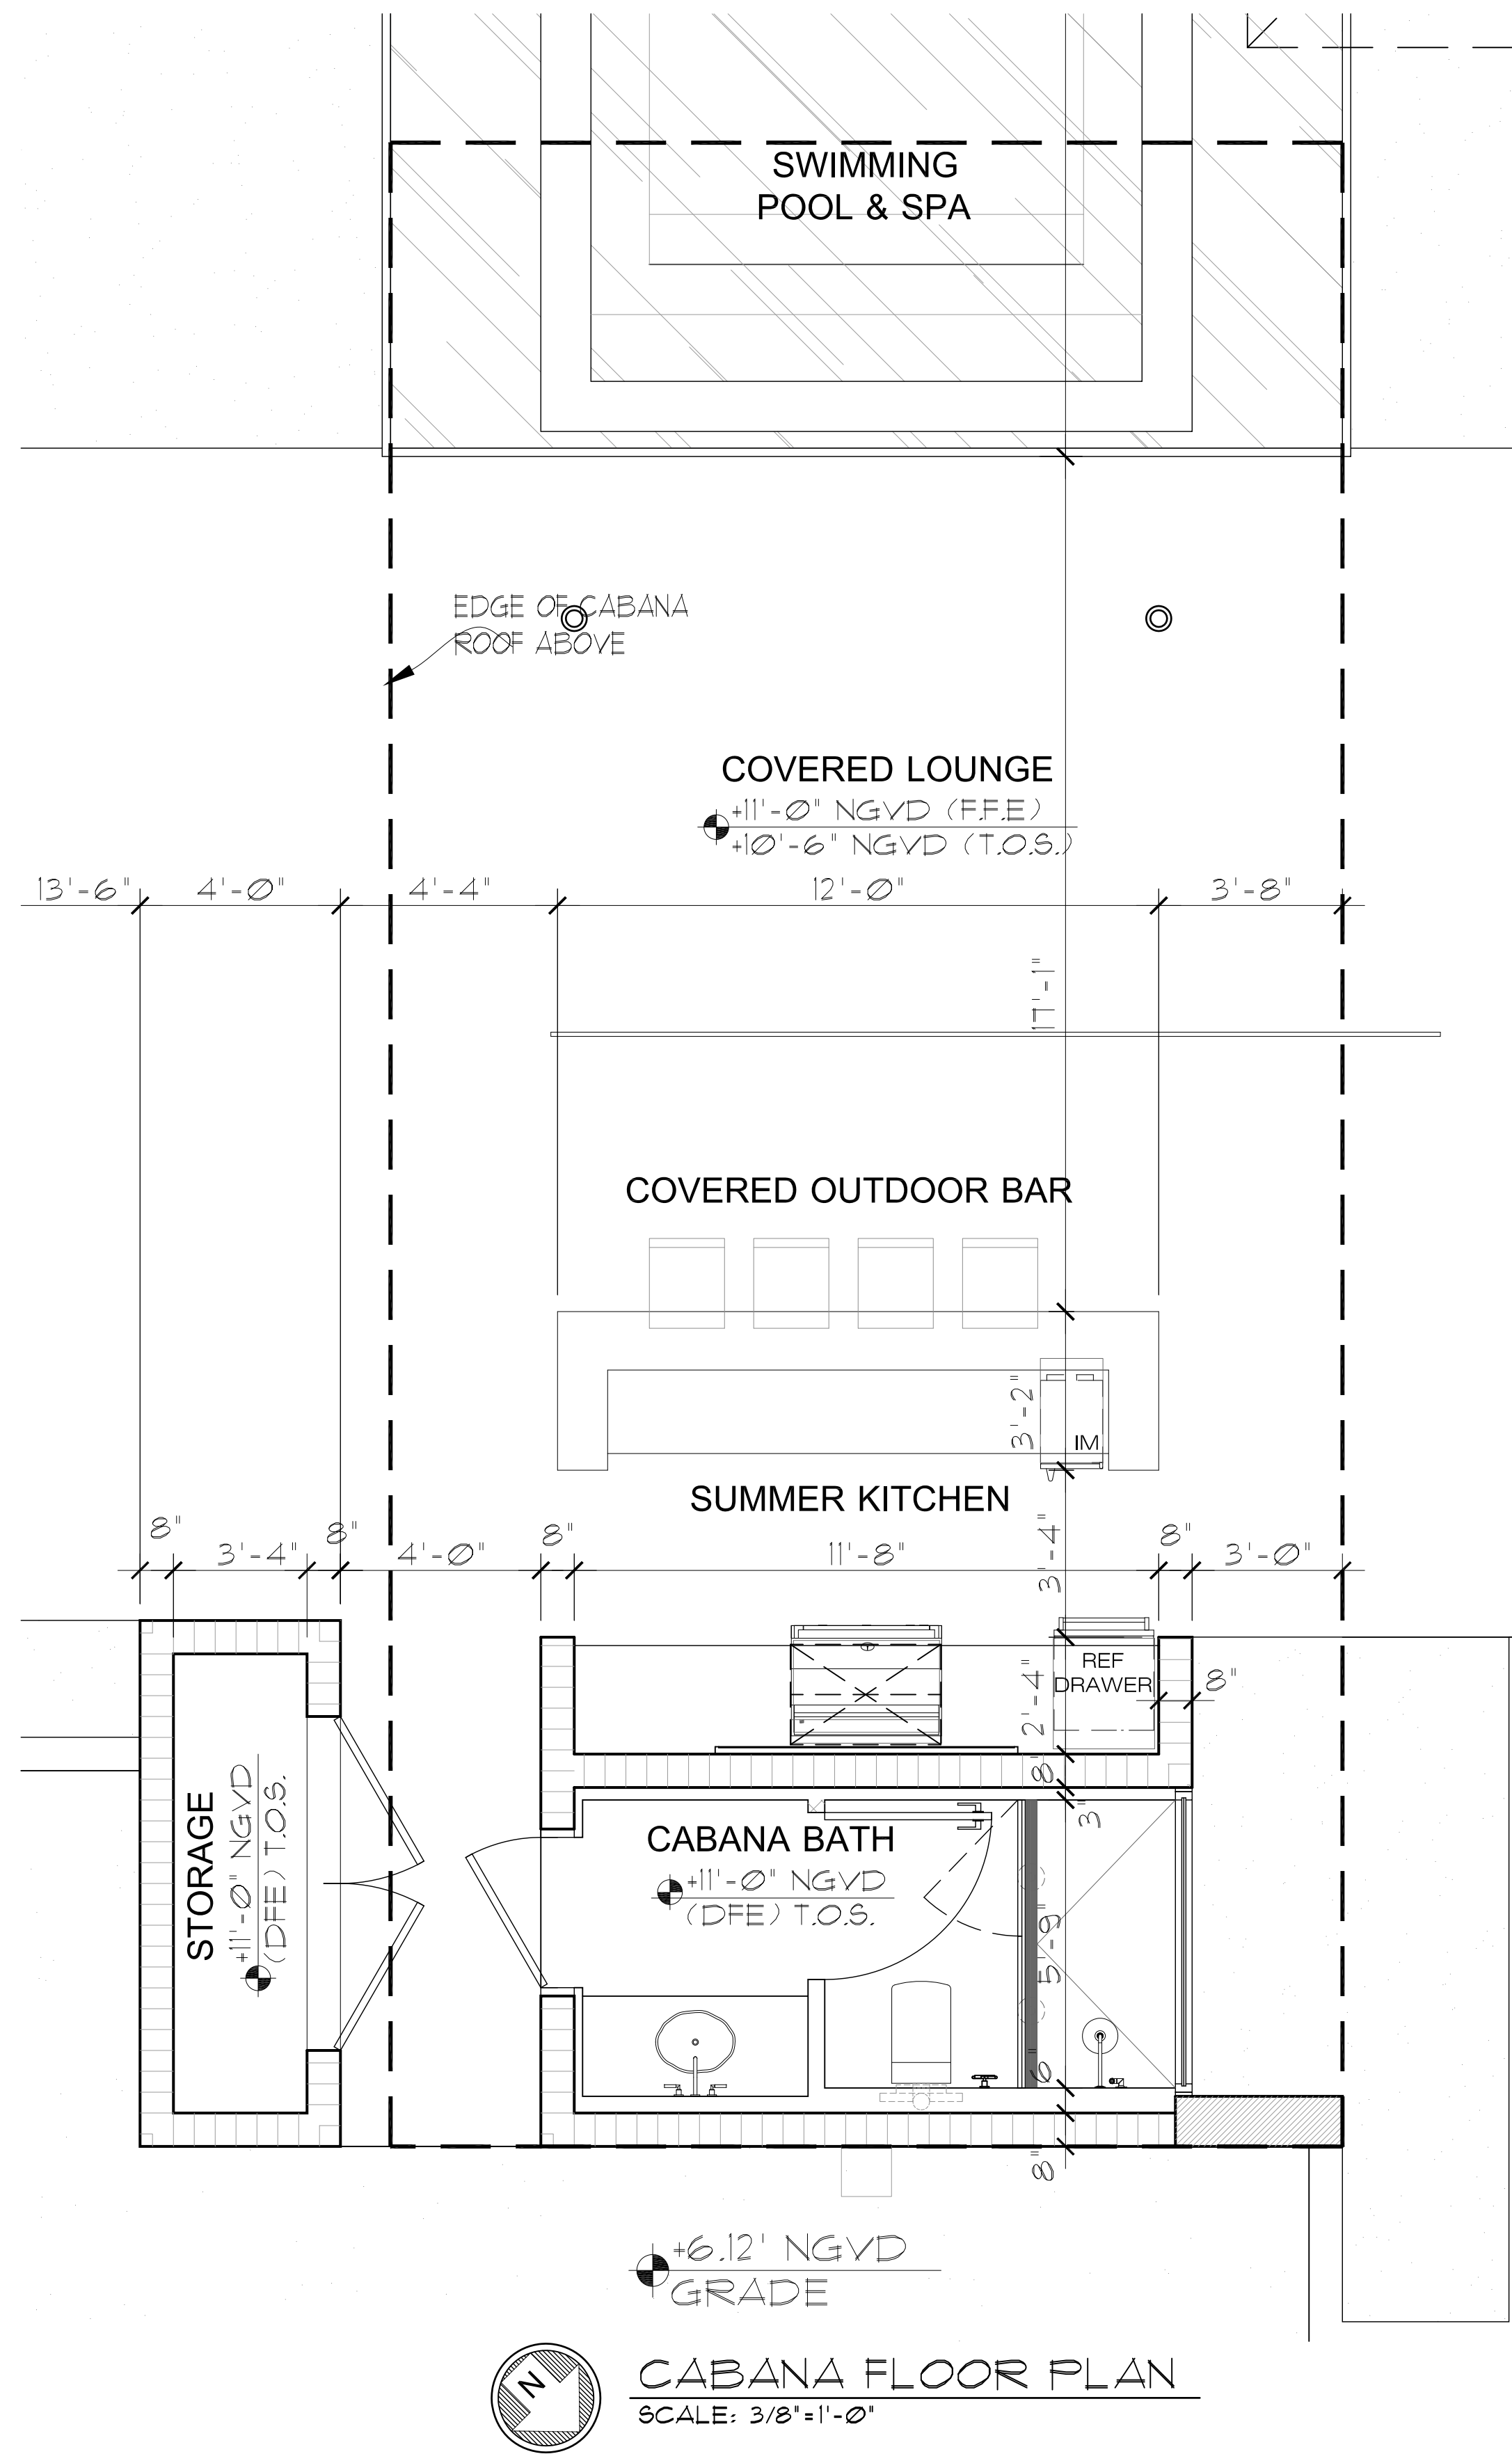 SWIMMING
POOL & SPA
EDGE OF CABANA
ROOF ABOVE
COVERED LOUNGE
+11'-0" NGVD (F.F.E)
+10'-6" NGVD (T.O.S.)
13'-6" 4'-0" 4'-4" 12'-0" 3'-8"
17'-1"
COVERED OUTDOOR BAR
3'-2"
IM
SUMMER KITCHEN
8" 3'-4" 8" 4'-0" 8" 11'-8" 8" 3'-0"
3'-4"
REF
DRAWER
8"
2'-4"
8"
3"
STORAGE
+11'-0" NGVD
(DFE) T.O.S.
CABANA BATH
+11'-0" NGVD
(DFE) T.O.S.
5'-9"
6"
8"
+6.12' NGVD
GRADE
N
CABANA FLOOR PLAN
SCALE: 3/8"=1'-0"